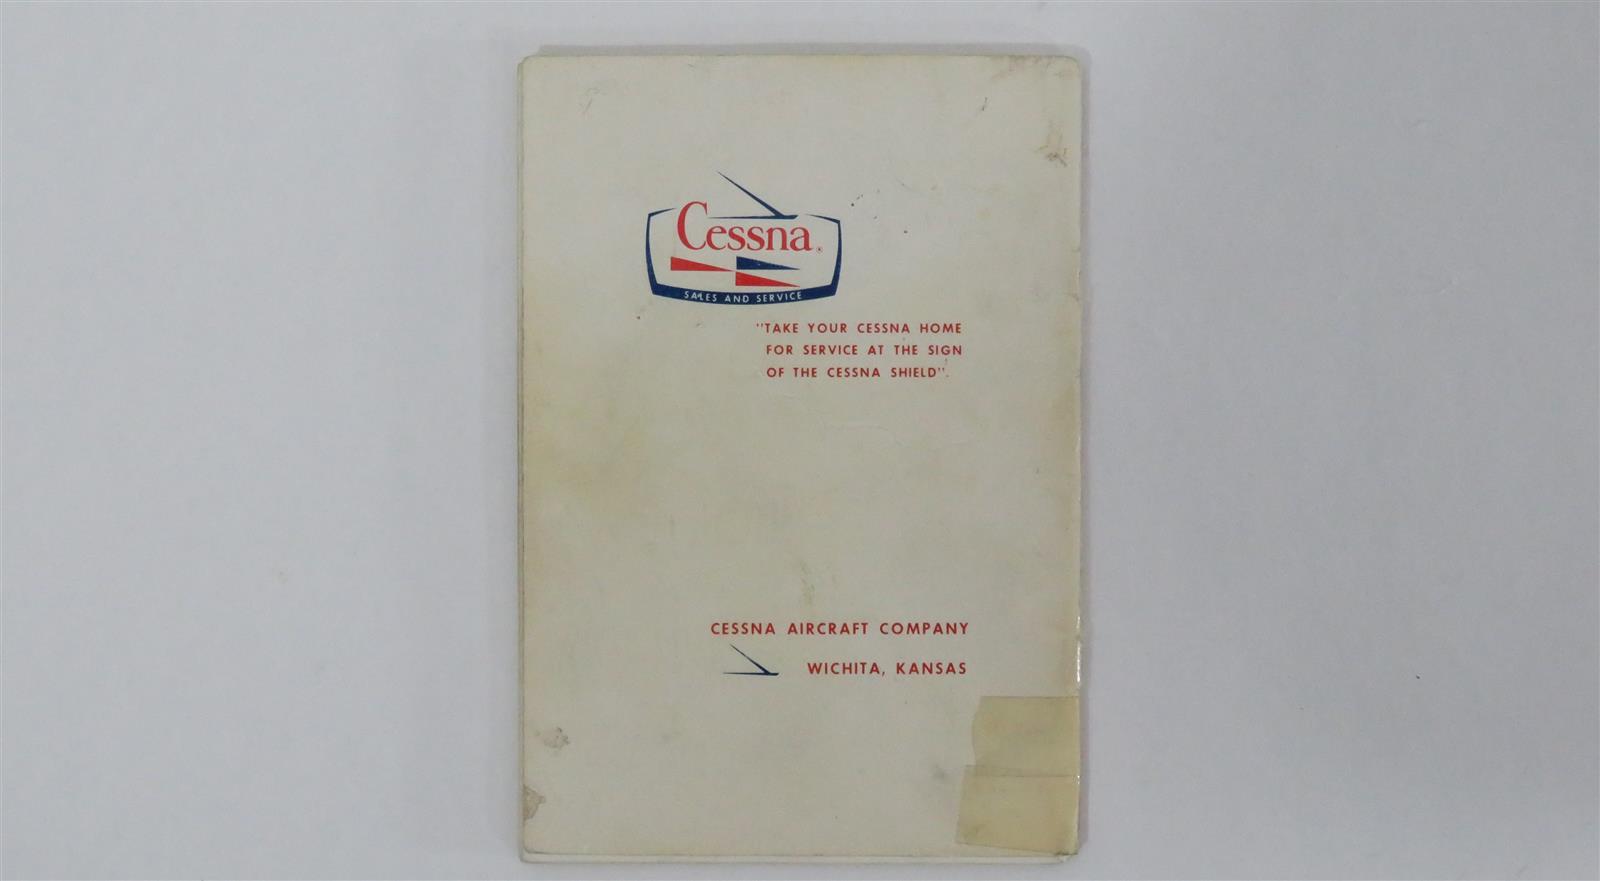 Cessna®
SALES AND SERVICE
"TAKE YOUR CESSNA HOME
FOR SERVICE AT THE SIGN
OF THE CESSNA SHIELD".
CESSNA AIRCRAFT COMPANY
WICHITA, KANSAS